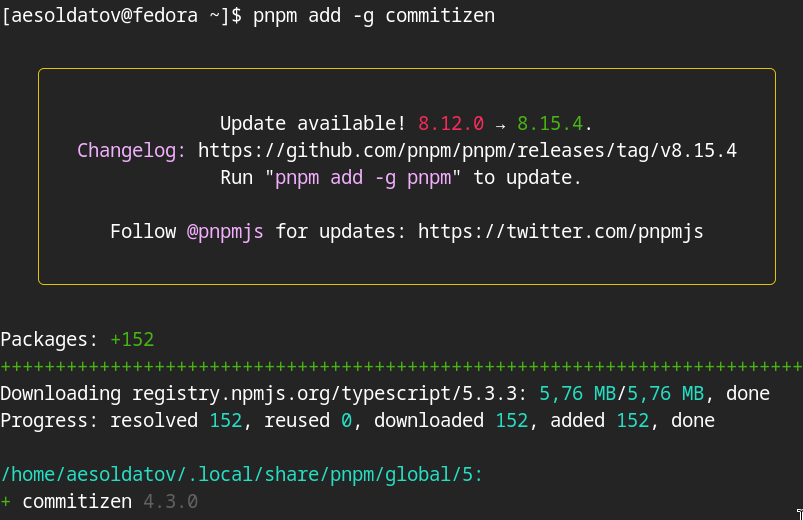 [aesoldatov@fedora ~]$ pnpm add -g commitizen
Update available! 8.12.0 → 8.15.4.
Changelog: https://github.com/pnpm/pnpm/releases/tag/v8.15.4
Run "pnpm add -g pnpm" to update.
Follow @pnpmjs for updates: https://twitter.com/pnpmjs
Packages: +152
+++++++++++++++++++++++++++++++++++++++++++++++++++++++++++++++++++++++++
Downloading registry.npmjs.org/typescript/5.3.3: 5,76 MB/5,76 MB, done
Progress: resolved 152, reused 0, downloaded 152, added 152, done
/home/aesoldatov/.local/share/pnpm/global/5:
+ commitizen 4.3.0